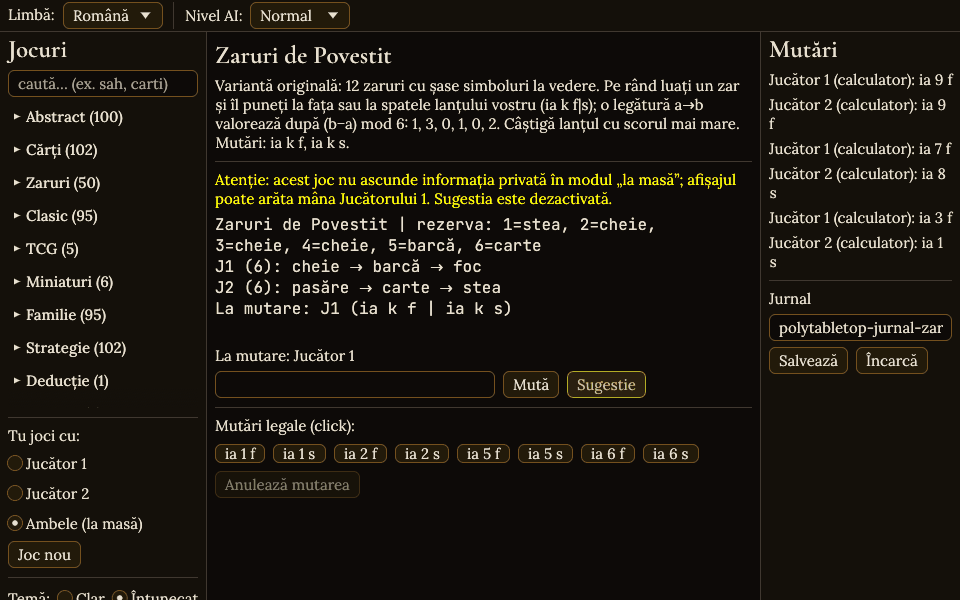 Limbă: Română ▼ Nivel AI: Normal ▼
Jocuri
caută... (ex. sah, carti)
▸ Abstract (100)
▸ Cărți (102)
▸ Zaruri (50)
▸ Clasic (95)
▸ TCG (5)
▸ Miniaturi (6)
▸ Familie (95)
▸ Strategie (102)
▸ Deducție (1)
Tu joci cu:
Jucător 1
Jucător 2
Ambele (la masă)
Joc nou
Temă: Clar Întunecat
Zaruri de Povestit
Variantă originală: 12 zaruri cu șase simboluri la vedere. Pe rând luați un zar
și îl puneți la fața sau la spatele lanțului vostru (ia k f|s); o legătură a→b
valorează după (b−a) mod 6: 1, 3, 0, 1, 0, 2. Câștigă lanțul cu scorul mai mare.
Mutări: ia k f, ia k s.
Atenție: acest joc nu ascunde informația privată în modul „la masă”; afișajul
poate arăta mâna Jucătorului 1. Sugestia este dezactivată.
Zaruri de Povestit | rezerva: 1=stea, 2=cheie,
3=cheie, 4=cheie, 5=barcă, 6=carte
J1 (6): cheie → barcă → foc
J2 (6): pasăre → carte → stea
La mutare: J1 (ia k f | ia k s)
La mutare: Jucător 1
Mută Sugestie
Mutări legale (click):
ia 1 f ia 1 s ia 2 f ia 2 s ia 5 f ia 5 s ia 6 f ia 6 s
Anulează mutarea
Mutări
Jucător 1 (calculator): ia 9 f
Jucător 2 (calculator): ia 9
f
Jucător 1 (calculator): ia 7 f
Jucător 2 (calculator): ia 8
s
Jucător 1 (calculator): ia 3 f
Jucător 2 (calculator): ia 1
s
Jurnal
polytabletop-jurnal-zar
Salvează Încarcă